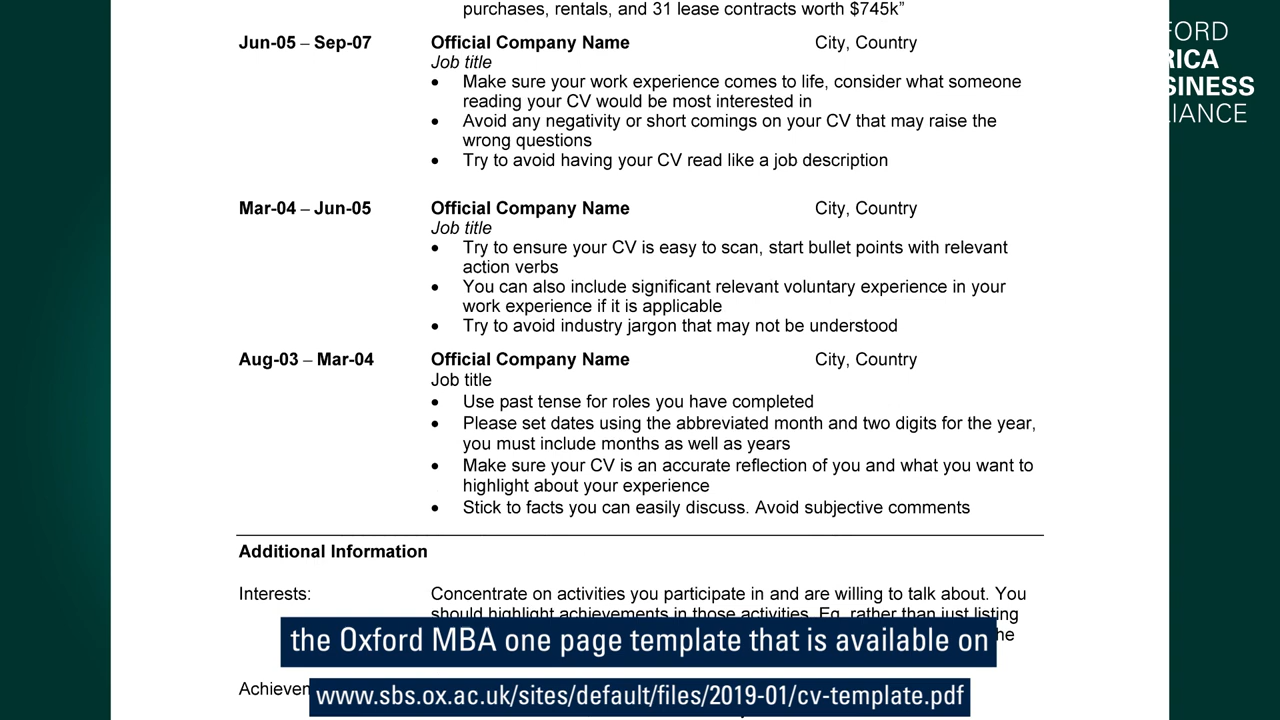 purchases, rentals, and 31 lease contracts worth $745k”
Jun-05 – Sep-07 Official Company Name City, Country
Job title
• Make sure your work experience comes to life, consider what someone
reading your CV would be most interested in
• Avoid any negativity or short comings on your CV that may raise the
wrong questions
• Try to avoid having your CV read like a job description
Mar-04 – Jun-05 Official Company Name City, Country
Job title
• Try to ensure your CV is easy to scan, start bullet points with relevant
action verbs
• You can also include significant relevant voluntary experience in your
work experience if it is applicable
• Try to avoid industry jargon that may not be understood
Aug-03 – Mar-04 Official Company Name City, Country
Job title
• Use past tense for roles you have completed
• Please set dates using the abbreviated month and two digits for the year,
you must include months as well as years
• Make sure your CV is an accurate reflection of you and what you want to
highlight about your experience
• Stick to facts you can easily discuss. Avoid subjective comments
Additional Information
Interests: Concentrate on activities you participate in and are willing to talk about. You
should highlight achievements in those activities. Eg. rather than just listing
the Oxford MBA one page template that is available on
www.sbs.ox.ac.uk/sites/default/files/2019-01/cv-template.pdf
FORD
RICA
SINESS
LIANCE